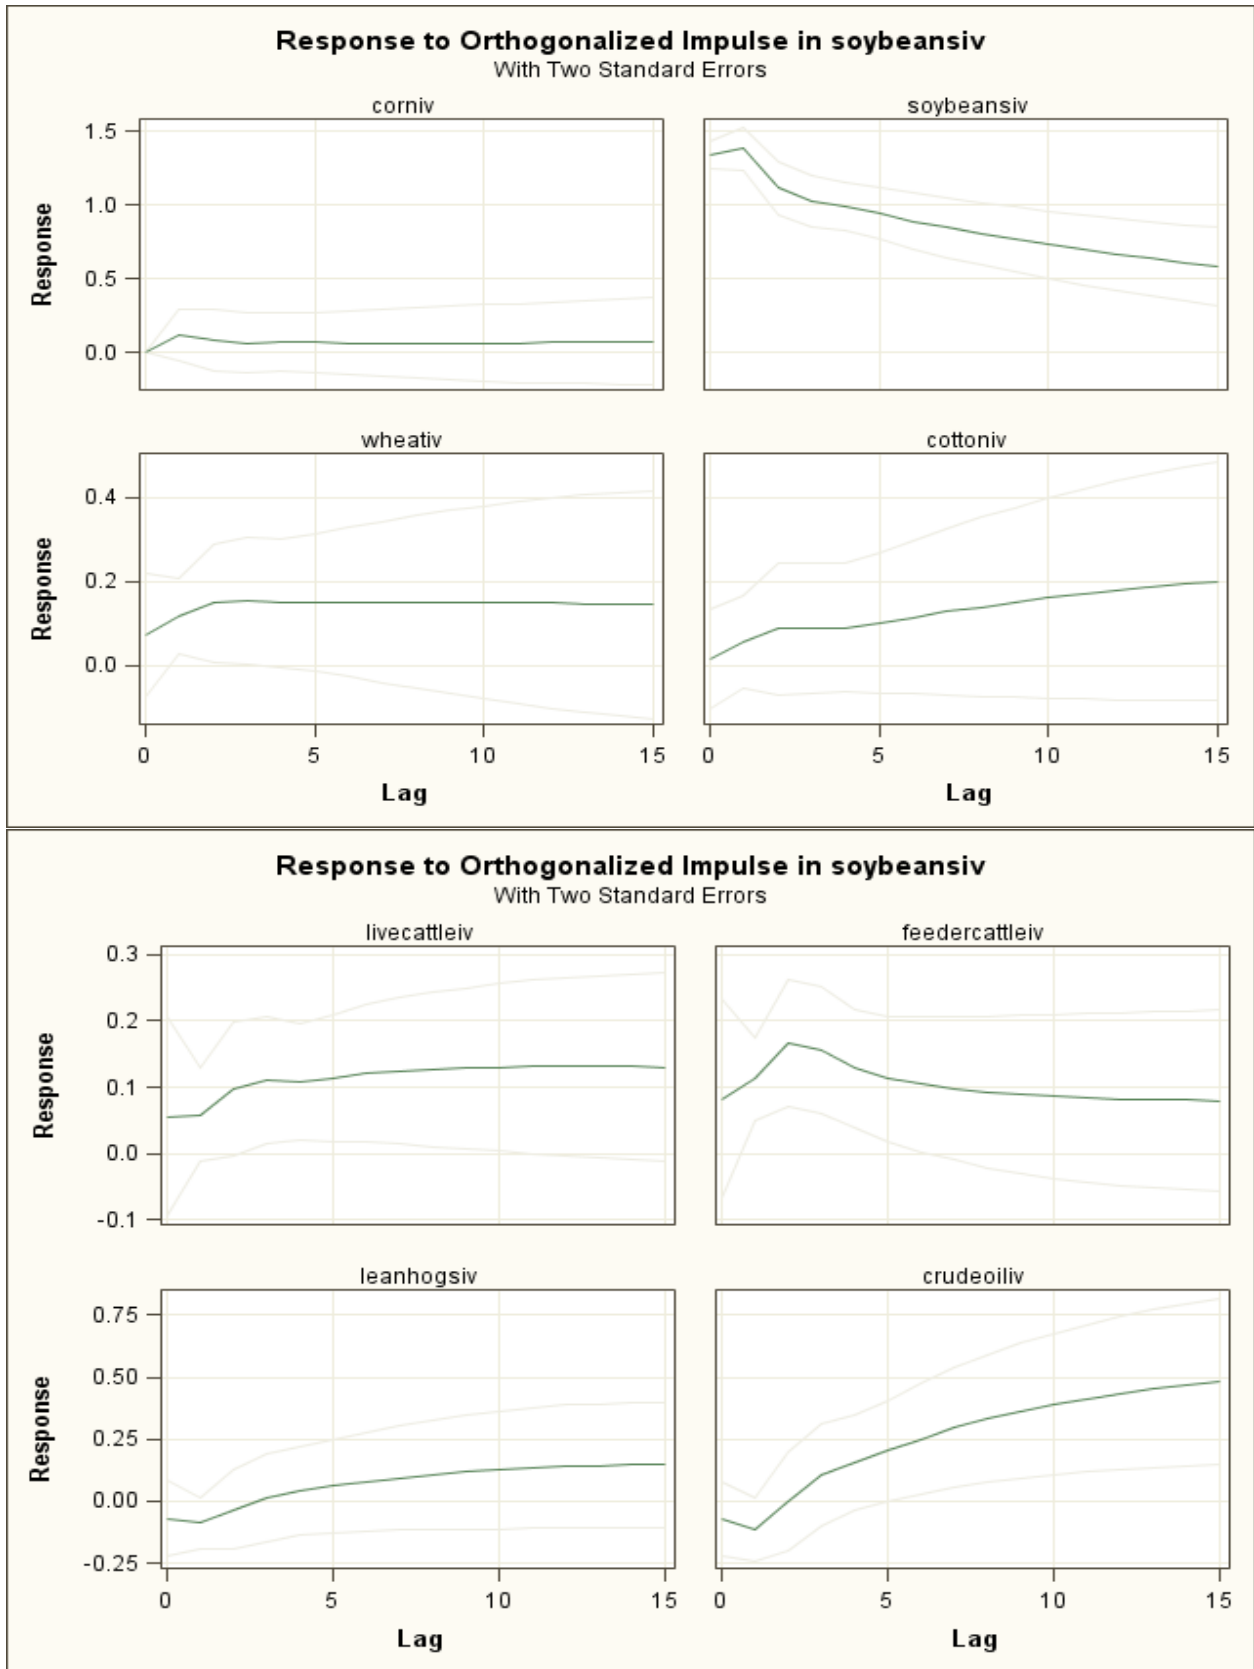 Response to Orthogonalized Impulse in soybeansiv
With Two Standard Errors
corniv
soybeansiv
1.5
1.0
0.5
0.0
Response
wheativ
cottoniv
0.4
0.2
0.0
Response
0 5 10 15
0 5 10 15
Lag
Lag
Response to Orthogonalized Impulse in soybeansiv
With Two Standard Errors
livecattleiv
feedercattleiv
0.3
0.2
0.1
0.0
-0.1
Response
leanhogsiv
crudeoiliv
0.75
0.50
0.25
0.00
-0.25
Response
0 5 10 15
0 5 10 15
Lag
Lag